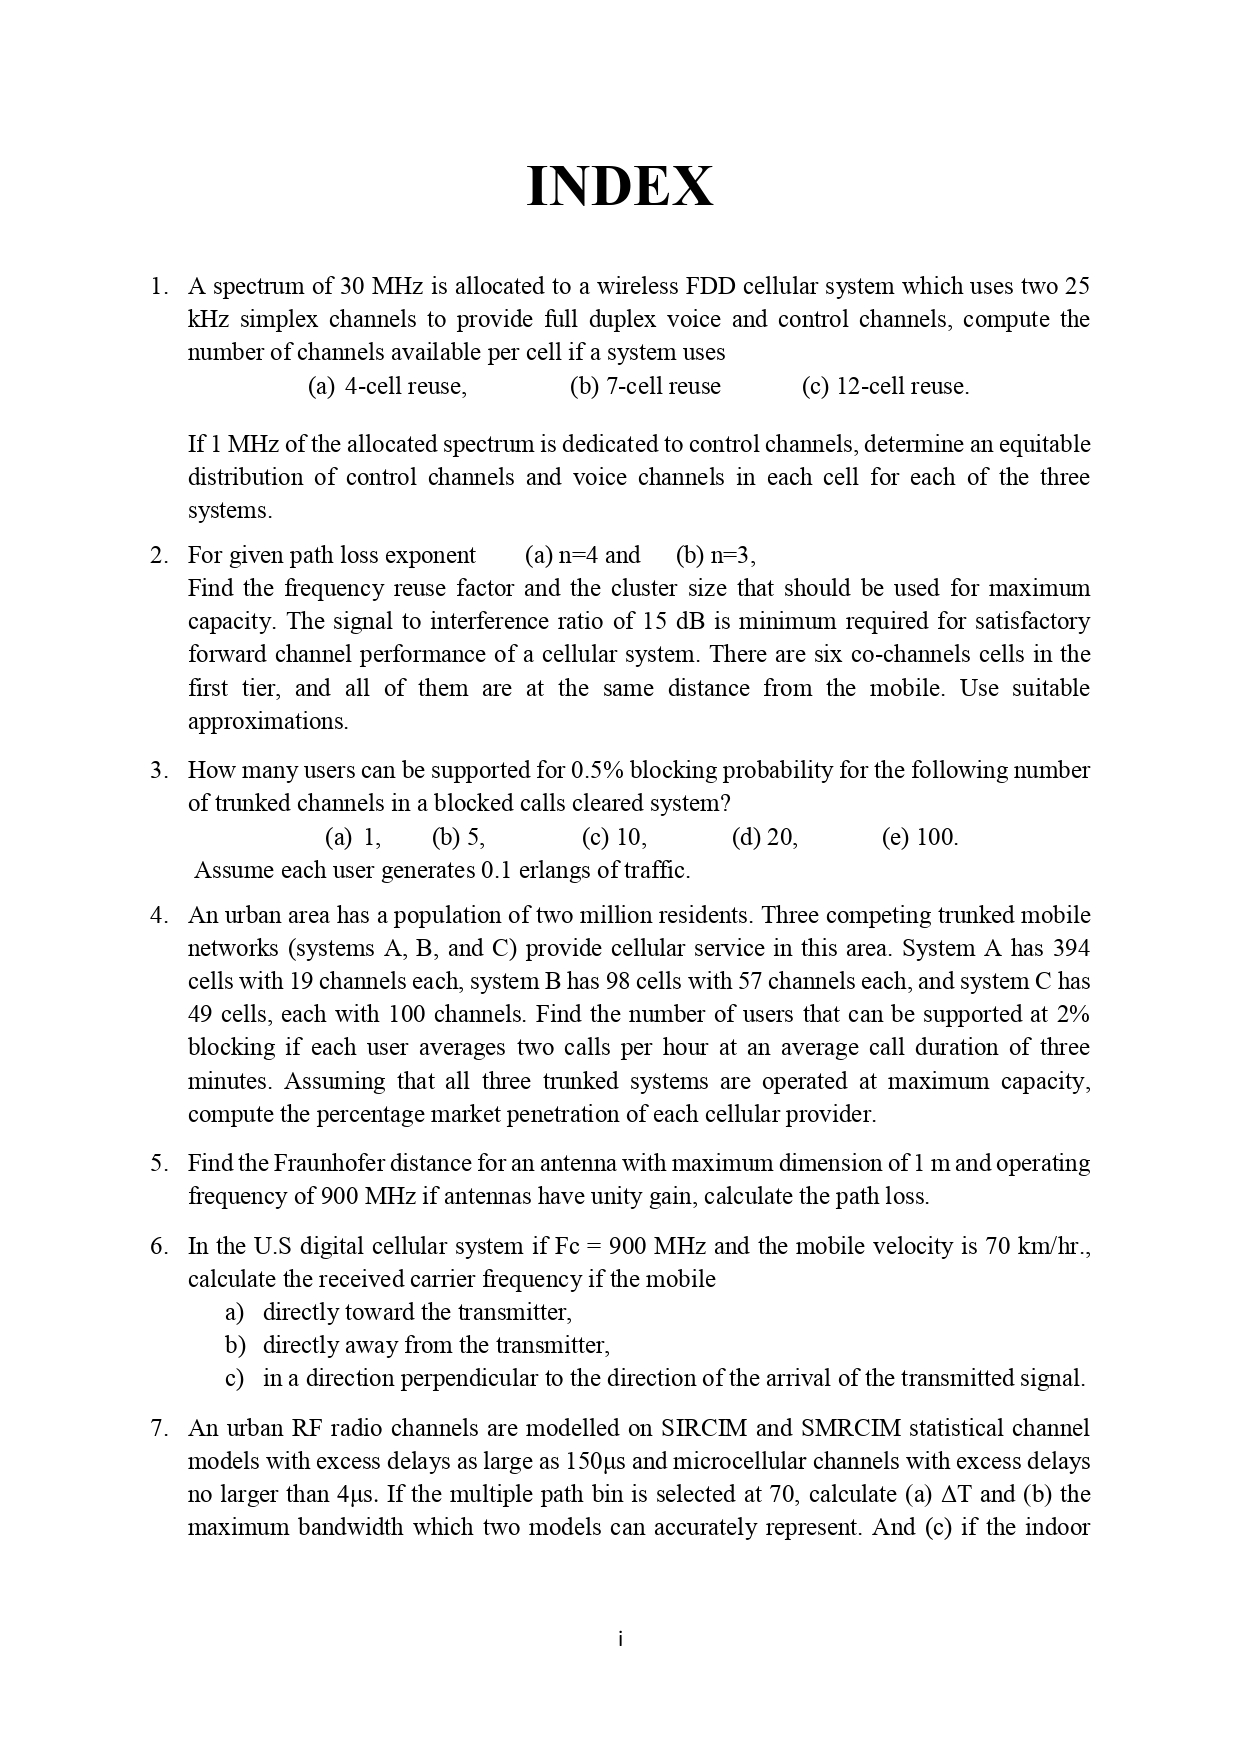 INDEX
1. A spectrum of 30 MHz is allocated to a wireless FDD cellular system which uses two 25
kHz simplex channels to provide full duplex voice and control channels, compute the
number of channels available per cell if a system uses
(a) 4-cell reuse, (b) 7-cell reuse (c) 12-cell reuse.
If 1 MHz of the allocated spectrum is dedicated to control channels, determine an equitable
distribution of control channels and voice channels in each cell for each of the three
systems.
2. For given path loss exponent (a) n=4 and (b) n=3,
Find the frequency reuse factor and the cluster size that should be used for maximum
capacity. The signal to interference ratio of 15 dB is minimum required for satisfactory
forward channel performance of a cellular system. There are six co-channels cells in the
first tier, and all of them are at the same distance from the mobile. Use suitable
approximations.
3. How many users can be supported for 0.5% blocking probability for the following number
of trunked channels in a blocked calls cleared system?
(a) 1, (b) 5, (c) 10, (d) 20, (e) 100.
Assume each user generates 0.1 erlangs of traffic.
4. An urban area has a population of two million residents. Three competing trunked mobile
networks (systems A, B, and C) provide cellular service in this area. System A has 394
cells with 19 channels each, system B has 98 cells with 57 channels each, and system C has
49 cells, each with 100 channels. Find the number of users that can be supported at 2%
blocking if each user averages two calls per hour at an average call duration of three
minutes. Assuming that all three trunked systems are operated at maximum capacity,
compute the percentage market penetration of each cellular provider.
5. Find the Fraunhofer distance for an antenna with maximum dimension of 1 m and operating
frequency of 900 MHz if antennas have unity gain, calculate the path loss.
6. In the U.S digital cellular system if Fc = 900 MHz and the mobile velocity is 70 km/hr.,
calculate the received carrier frequency if the mobile
a) directly toward the transmitter,
b) directly away from the transmitter,
c) in a direction perpendicular to the direction of the arrival of the transmitted signal.
7. An urban RF radio channels are modelled on SIRCIM and SMRCIM statistical channel
models with excess delays as large as 150μs and microcellular channels with excess delays
no larger than 4μs. If the multiple path bin is selected at 70, calculate (a) ΔT and (b) the
maximum bandwidth which two models can accurately represent. And (c) if the indoor
i